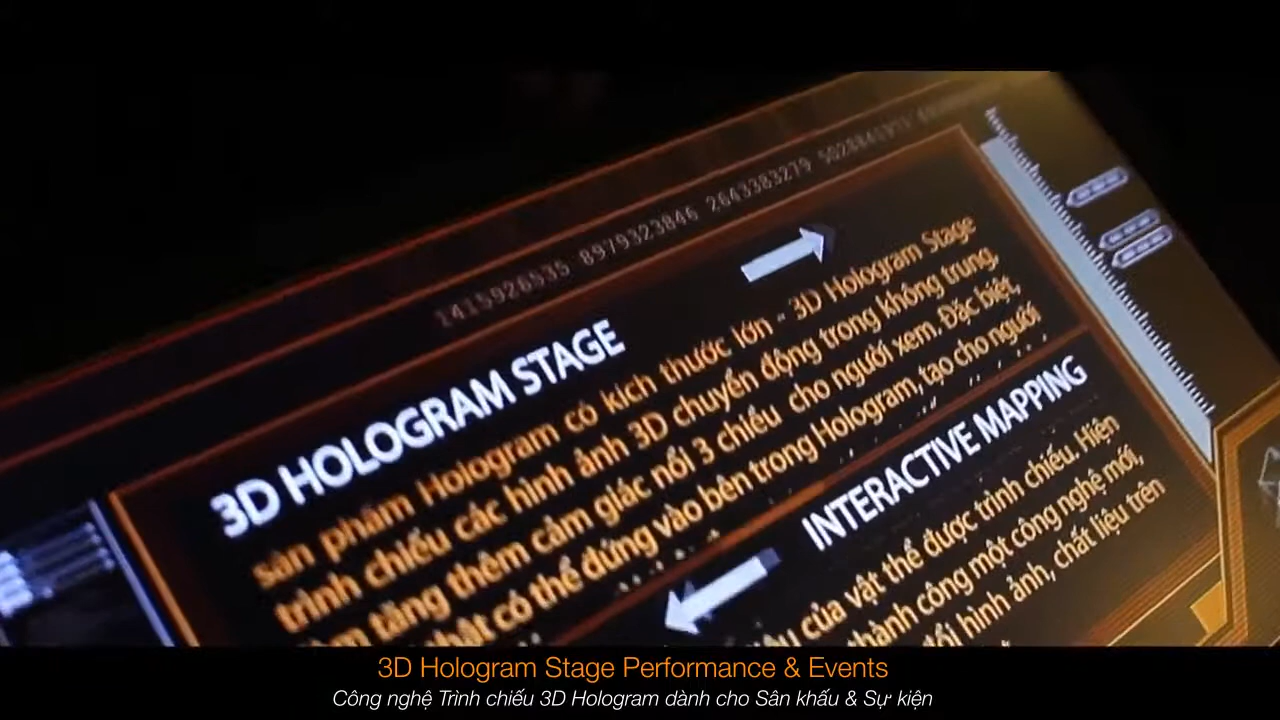 1415926535 8979323846 2643383279 502884197
3D HOLOGRAM STAGE
sản phẩm Hologram có kích thước lớn - 3D Hologram Stage
trình chiếu các hình ảnh 3D chuyển động trong không trung,
tăng thêm cảm giác nổi 3 chiều cho người xem. Đặc biệt,
có thể đứng vào bên trong Hologram, tạo cho người
INTERACTIVE MAPPING
của vật thể được trình chiếu. Hiện
thành công một công nghệ mới,
đổi hình ảnh, chất liệu trên
3D Hologram Stage Performance & Events
Công nghệ Trình chiếu 3D Hologram dành cho Sân khấu & Sự kiện